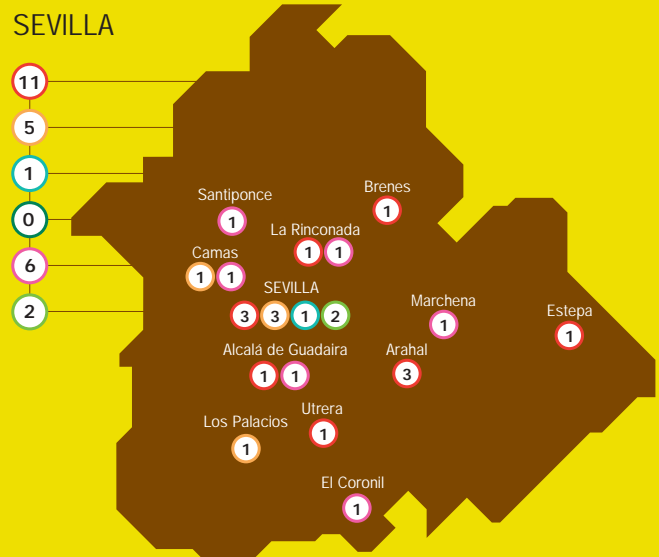 SEVILLA
11
5
1
0
6
2
Brenes
1
Santiponce
1
La Rinconada
1 1
Camas
1 1
SEVILLA
3 3 1 2
Marchena
1
Estepa
1
Alcalá de Guadaira
1 1
Arahal
3
Utrera
1
Los Palacios
1
El Coronil
1